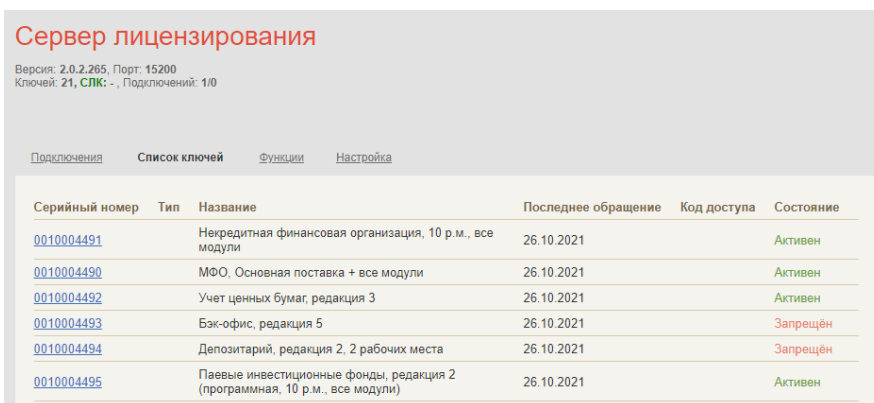 Сервер лицензирования
Версия: 2.0.2.265, Порт: 15200
Ключей: 21, СЛК: - , Подключений: 1/0
Подключения Список ключей Функции Настройка
Серийный номер Тип Название Последнее обращение Код доступа Состояние
0010004491 Некредитная финансовая организация, 10 р.м., все
модули 26.10.2021 Активен
0010004490 МФО, Основная поставка + все модули 26.10.2021 Активен
0010004492 Учет ценных бумаг, редакция 3 26.10.2021 Активен
0010004493 Бэк-офис, редакция 5 26.10.2021 Запрещён
0010004494 Депозитарий, редакция 2, 2 рабочих места 26.10.2021 Запрещён
0010004495 Паевые инвестиционные фонды, редакция 2
(программная, 10 р.м., все модули) 26.10.2021 Активен